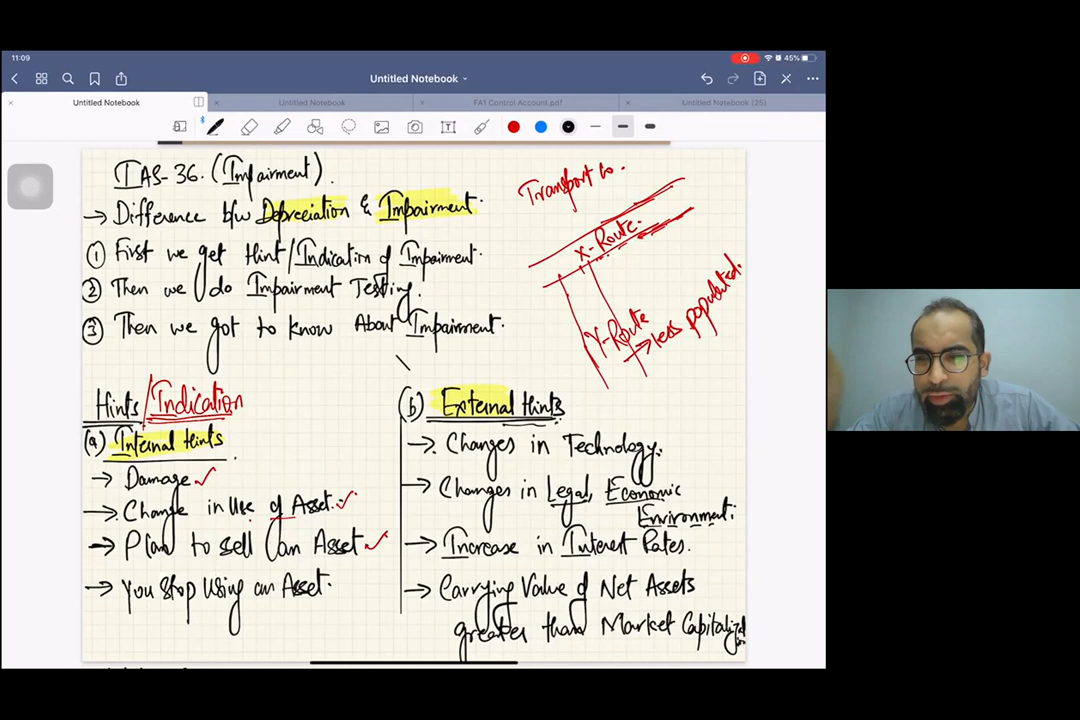 11:09
45%
Untitled Notebook
Untitled Notebook
Untitled Notebook
FA1 Control Account.pdf
Untitled Notebook (25)
IAS-36. (Impairment).
→ Difference b/w Depreciation & Impairment.
① First we get Hint/Indication of Impairment.
② Then we do Impairment Testing.
③ Then we got to know About Impairment.
Transport Co.
X-Route.
Y-Route
→ less populated.
Hints/Indication
(a) Internal Hints
→ Damage ✓
→ Change in Use of Asset. ✓
→ Plan to sell an Asset ✓
→ You Stop Using an Asset.
(b) External Hints
→ Changes in Technology.
→ Changes in Legal, Economic
Environment.
→ Increase in Interest Rates.
→ Carrying Value of Net Assets
greater than Market Capitalization